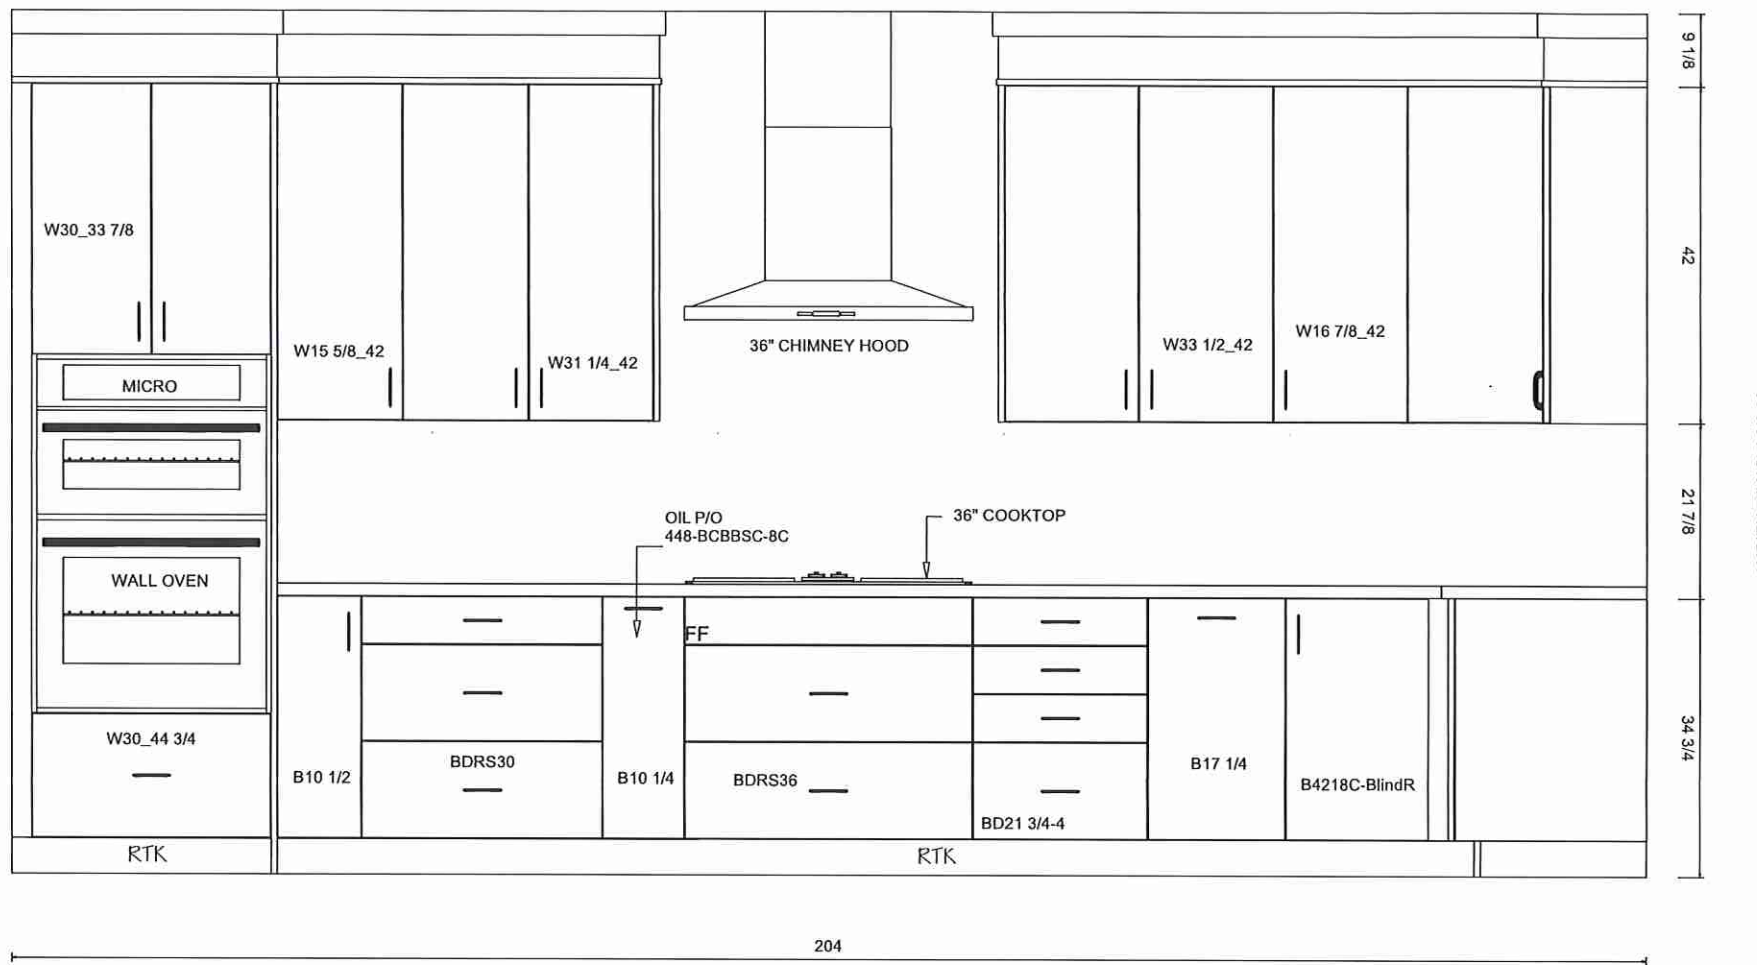 9 1/8
W30_33 7/8
42
W15 5/8_42
W31 1/4_42
36" CHIMNEY HOOD
W33 1/2_42
W16 7/8_42
MICRO
OIL P/O
448-BCBBSC-8C
36" COOKTOP
21 7/8
WALL OVEN
FF
W30_44 3/4
B10 1/2
BDRS30
B10 1/4
BDRS36
BD21 3/4-4
B17 1/4
B4218C-BlindR
34 3/4
RTK
RTK
204